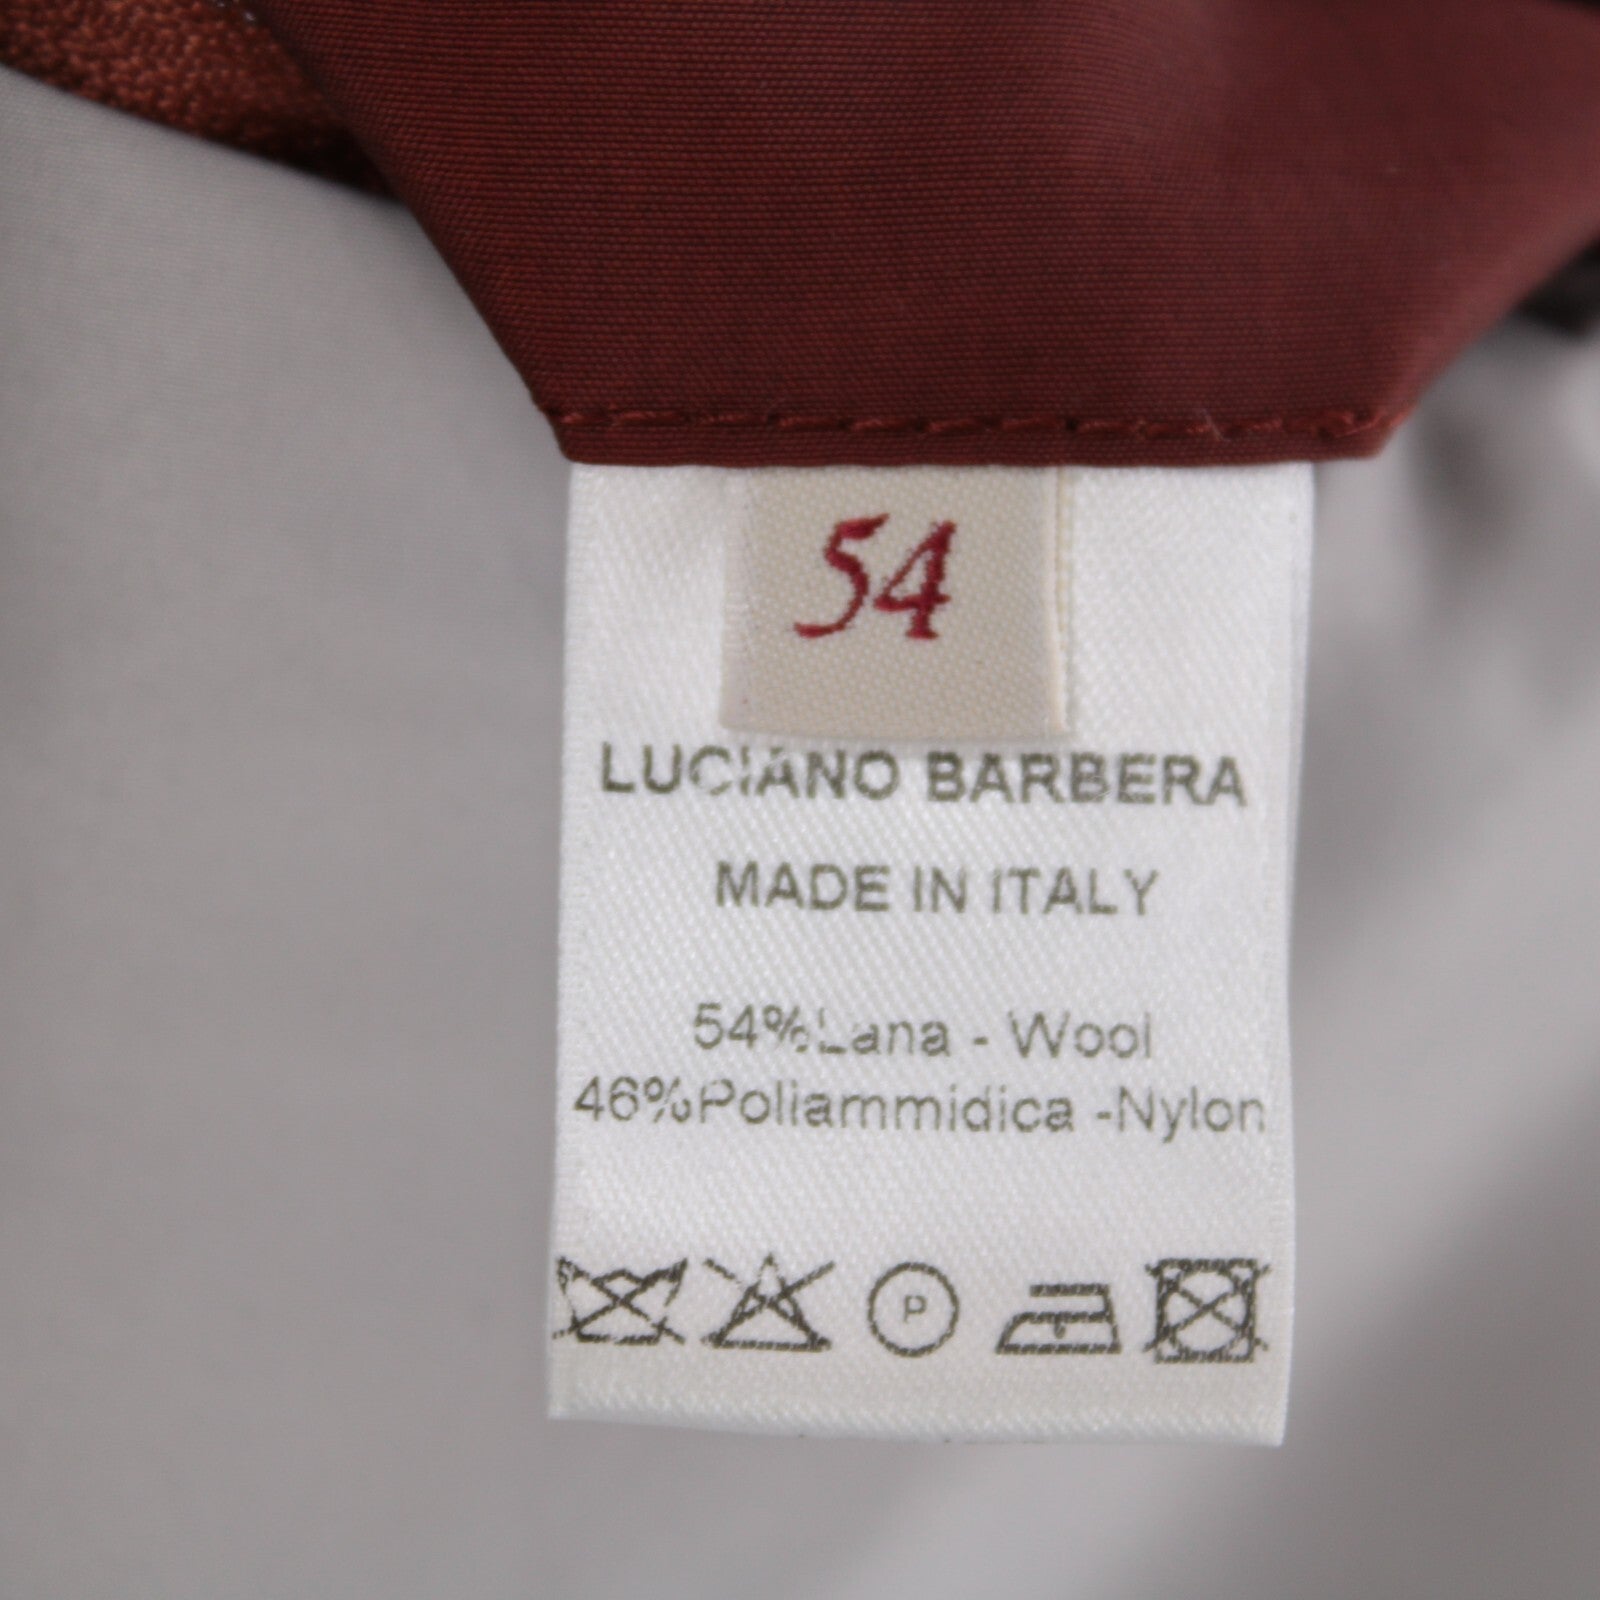 54
LUCIANO BARBERA
MADE IN ITALY
54%Lana - Wool
46%Poliammidica -Nylon
P